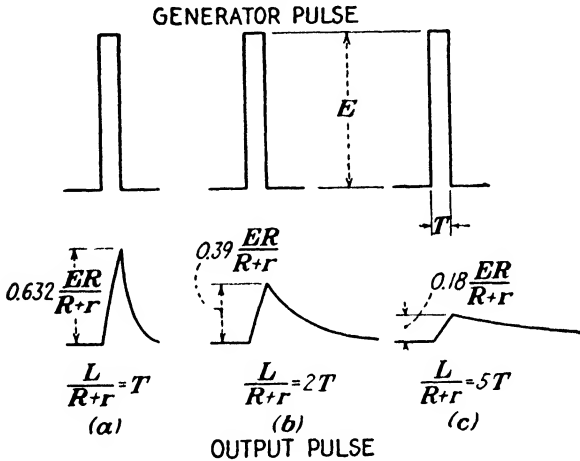 GENERATOR PULSE
E
T
0.632 ER/R+r
0.39 ER/R+r
0.18 ER/R+r
L/R+r = T
L/R+r = 2T
L/R+r = 5T
(a)
(b)
(c)
OUTPUT PULSE